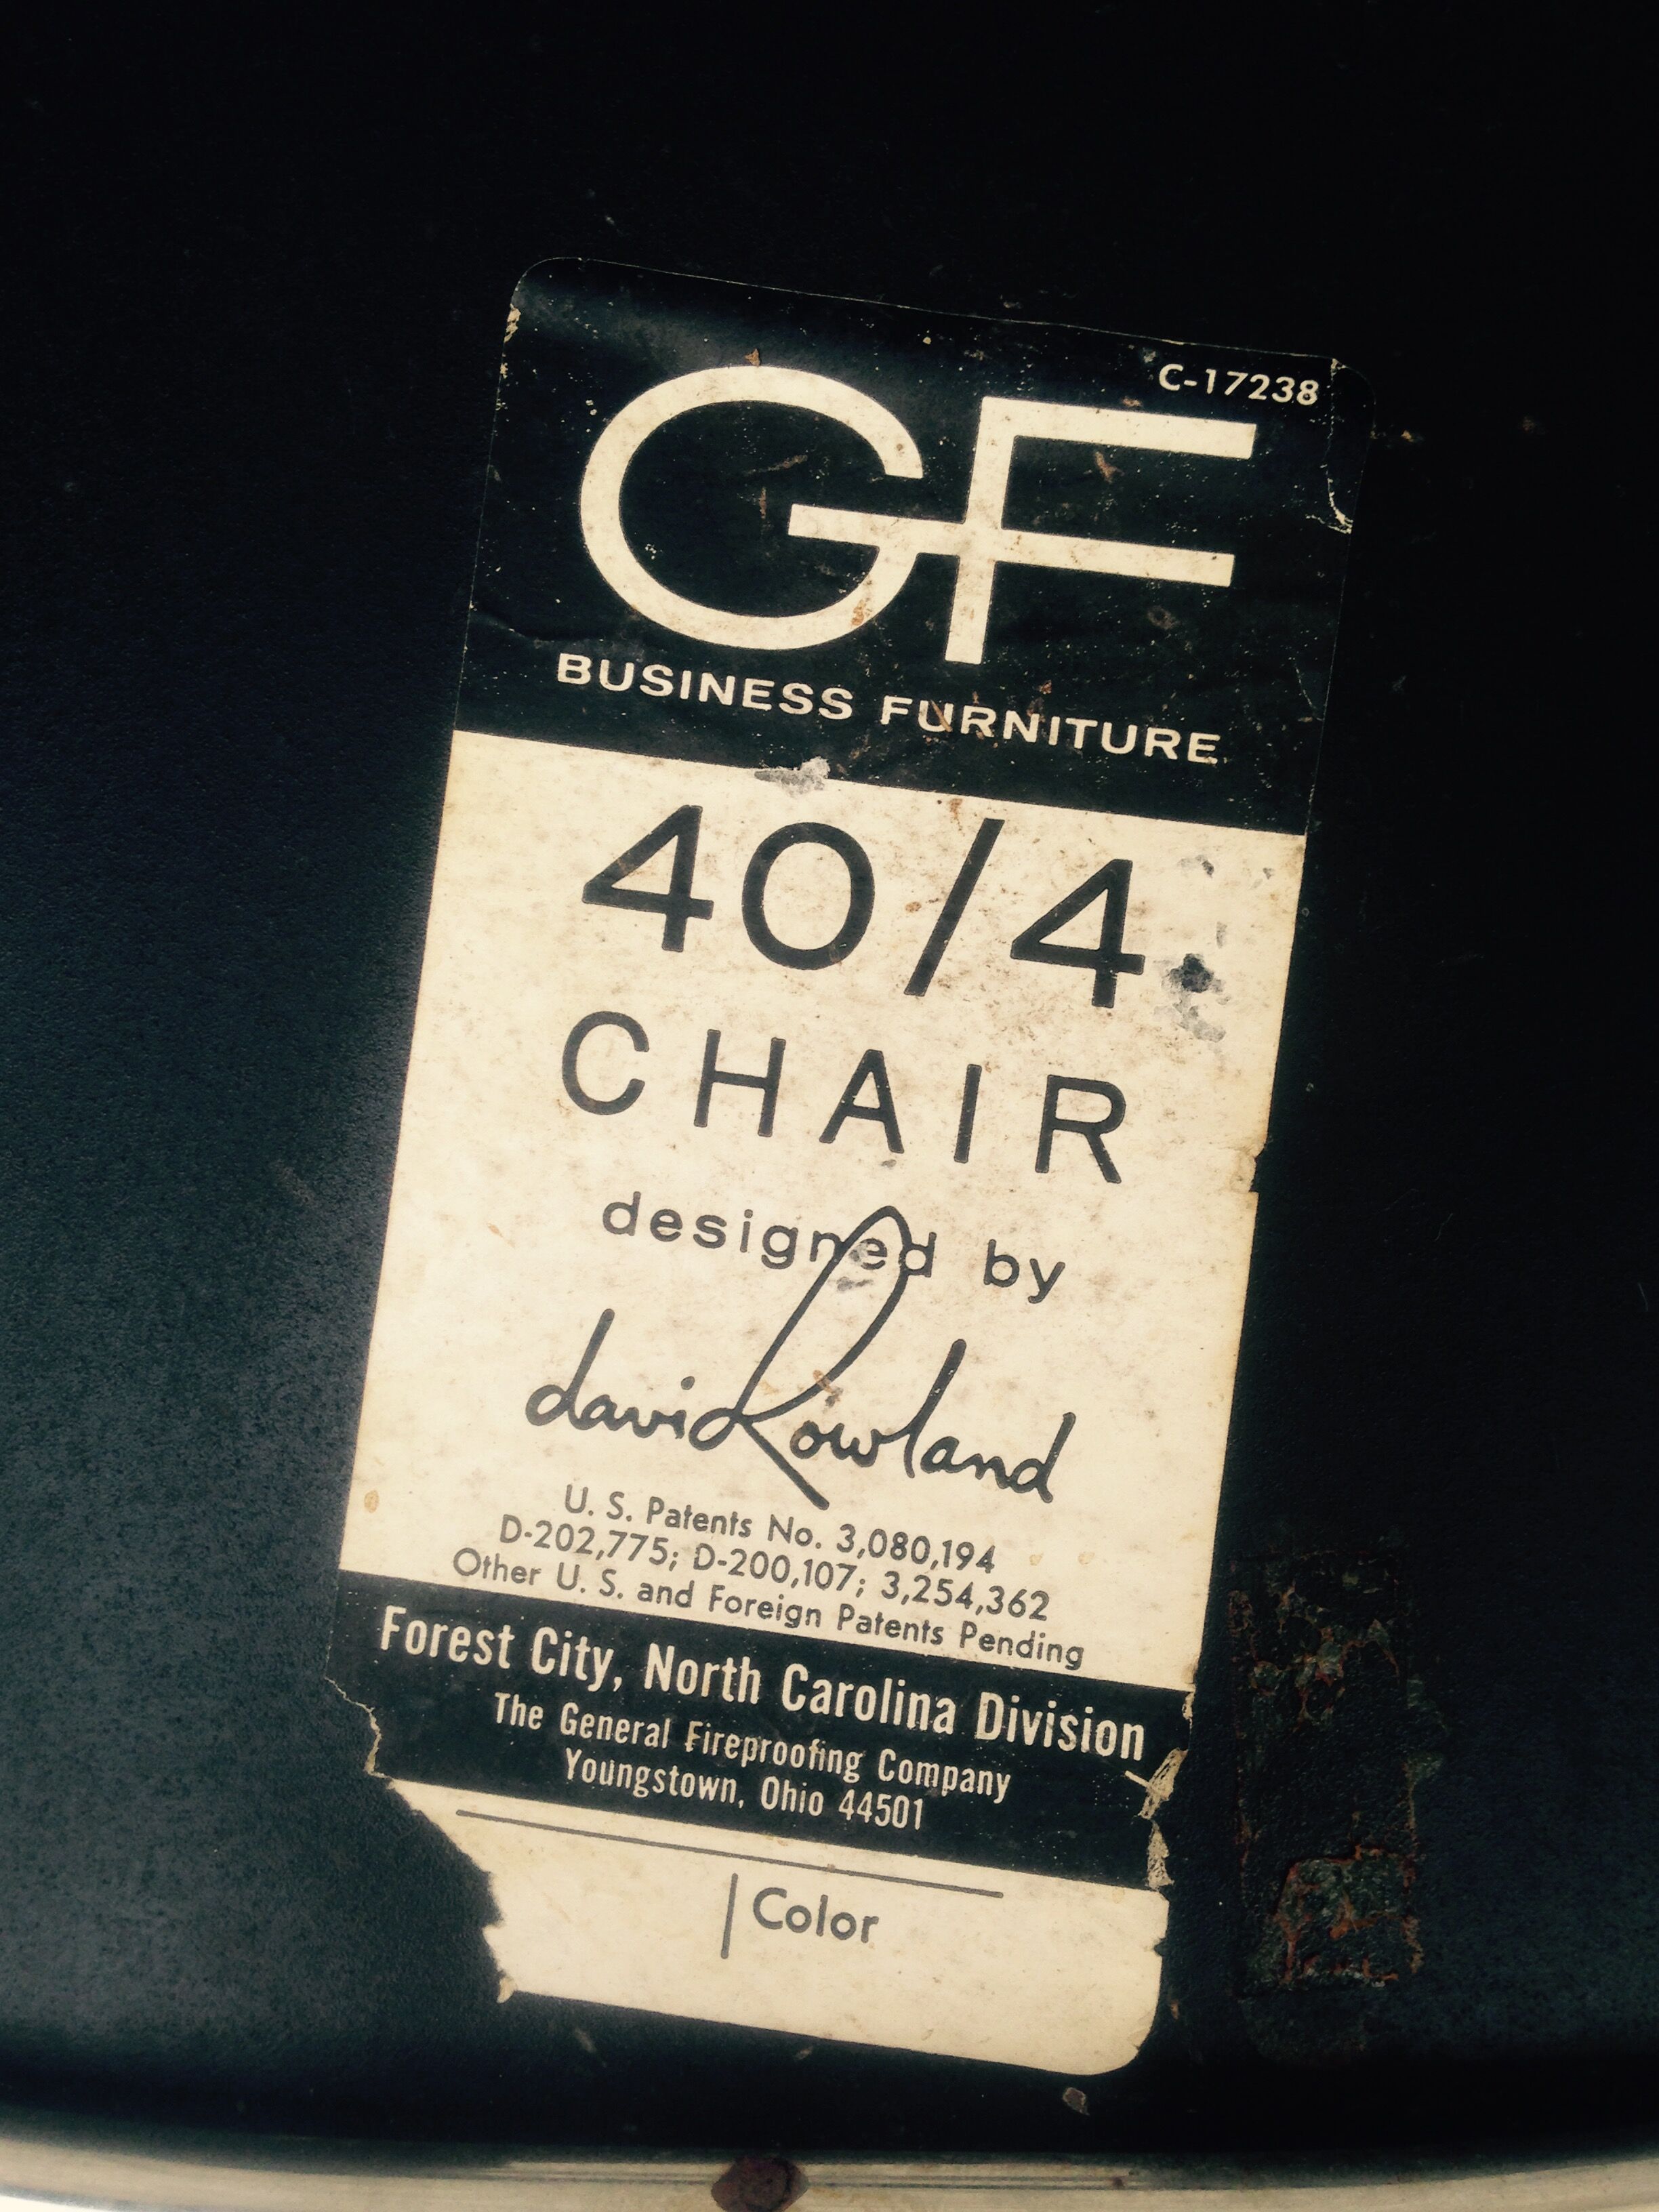 C-17238
GF
BUSINESS FURNITURE
40/4
CHAIR
designed by
david Rowland
U. S. Patents No. 3,080,194
D-202,775; D-200,107; 3,254,362
Other U. S. and Foreign Patents Pending
Forest City, North Carolina Division
The General Fireproofing Company
Youngstown, Ohio 44501
Color